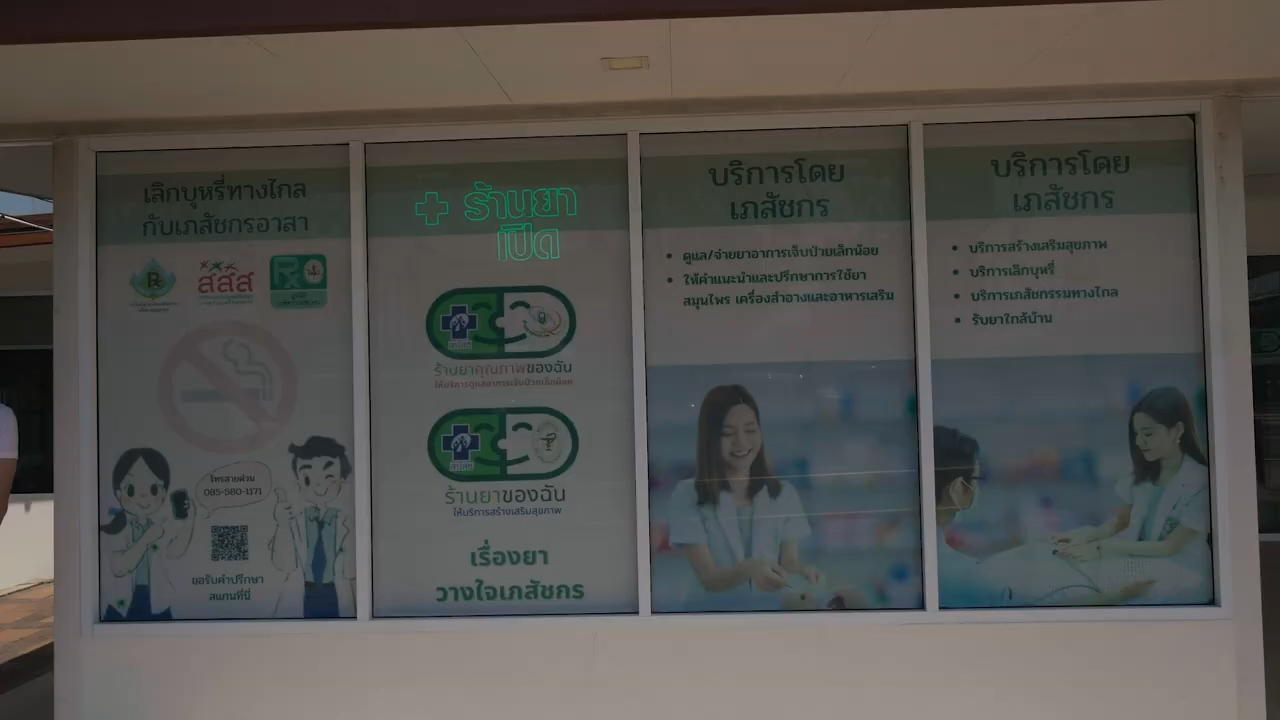 เลิกบุหรี่ทางไกล
กับเภสัชกรอาสา
สสส
โทรสายด่วน
085-580-1171
ขอรับคำปรึกษา
สแกนที่นี่
ร้านยา
เปิด
ร้านยาคุณภาพของฉัน
ให้บริการดูแลอาการเจ็บป่วยเล็กน้อย
ร้านยาของฉัน
ให้บริการสร้างเสริมสุขภาพ
เรื่องยา
วางใจเภสัชกร
บริการโดย
เภสัชกร
• ดูแล/จ่ายยาอาการเจ็บป่วยเล็กน้อย
• ให้คำแนะนำและปรึกษาการใช้ยา
สมุนไพร เครื่องสำอางและอาหารเสริม
บริการโดย
เภสัชกร
• บริการสร้างเสริมสุขภาพ
• บริการเลิกบุหรี่
• บริการเภสัชกรรมทางไกล
• รับยาใกล้บ้าน